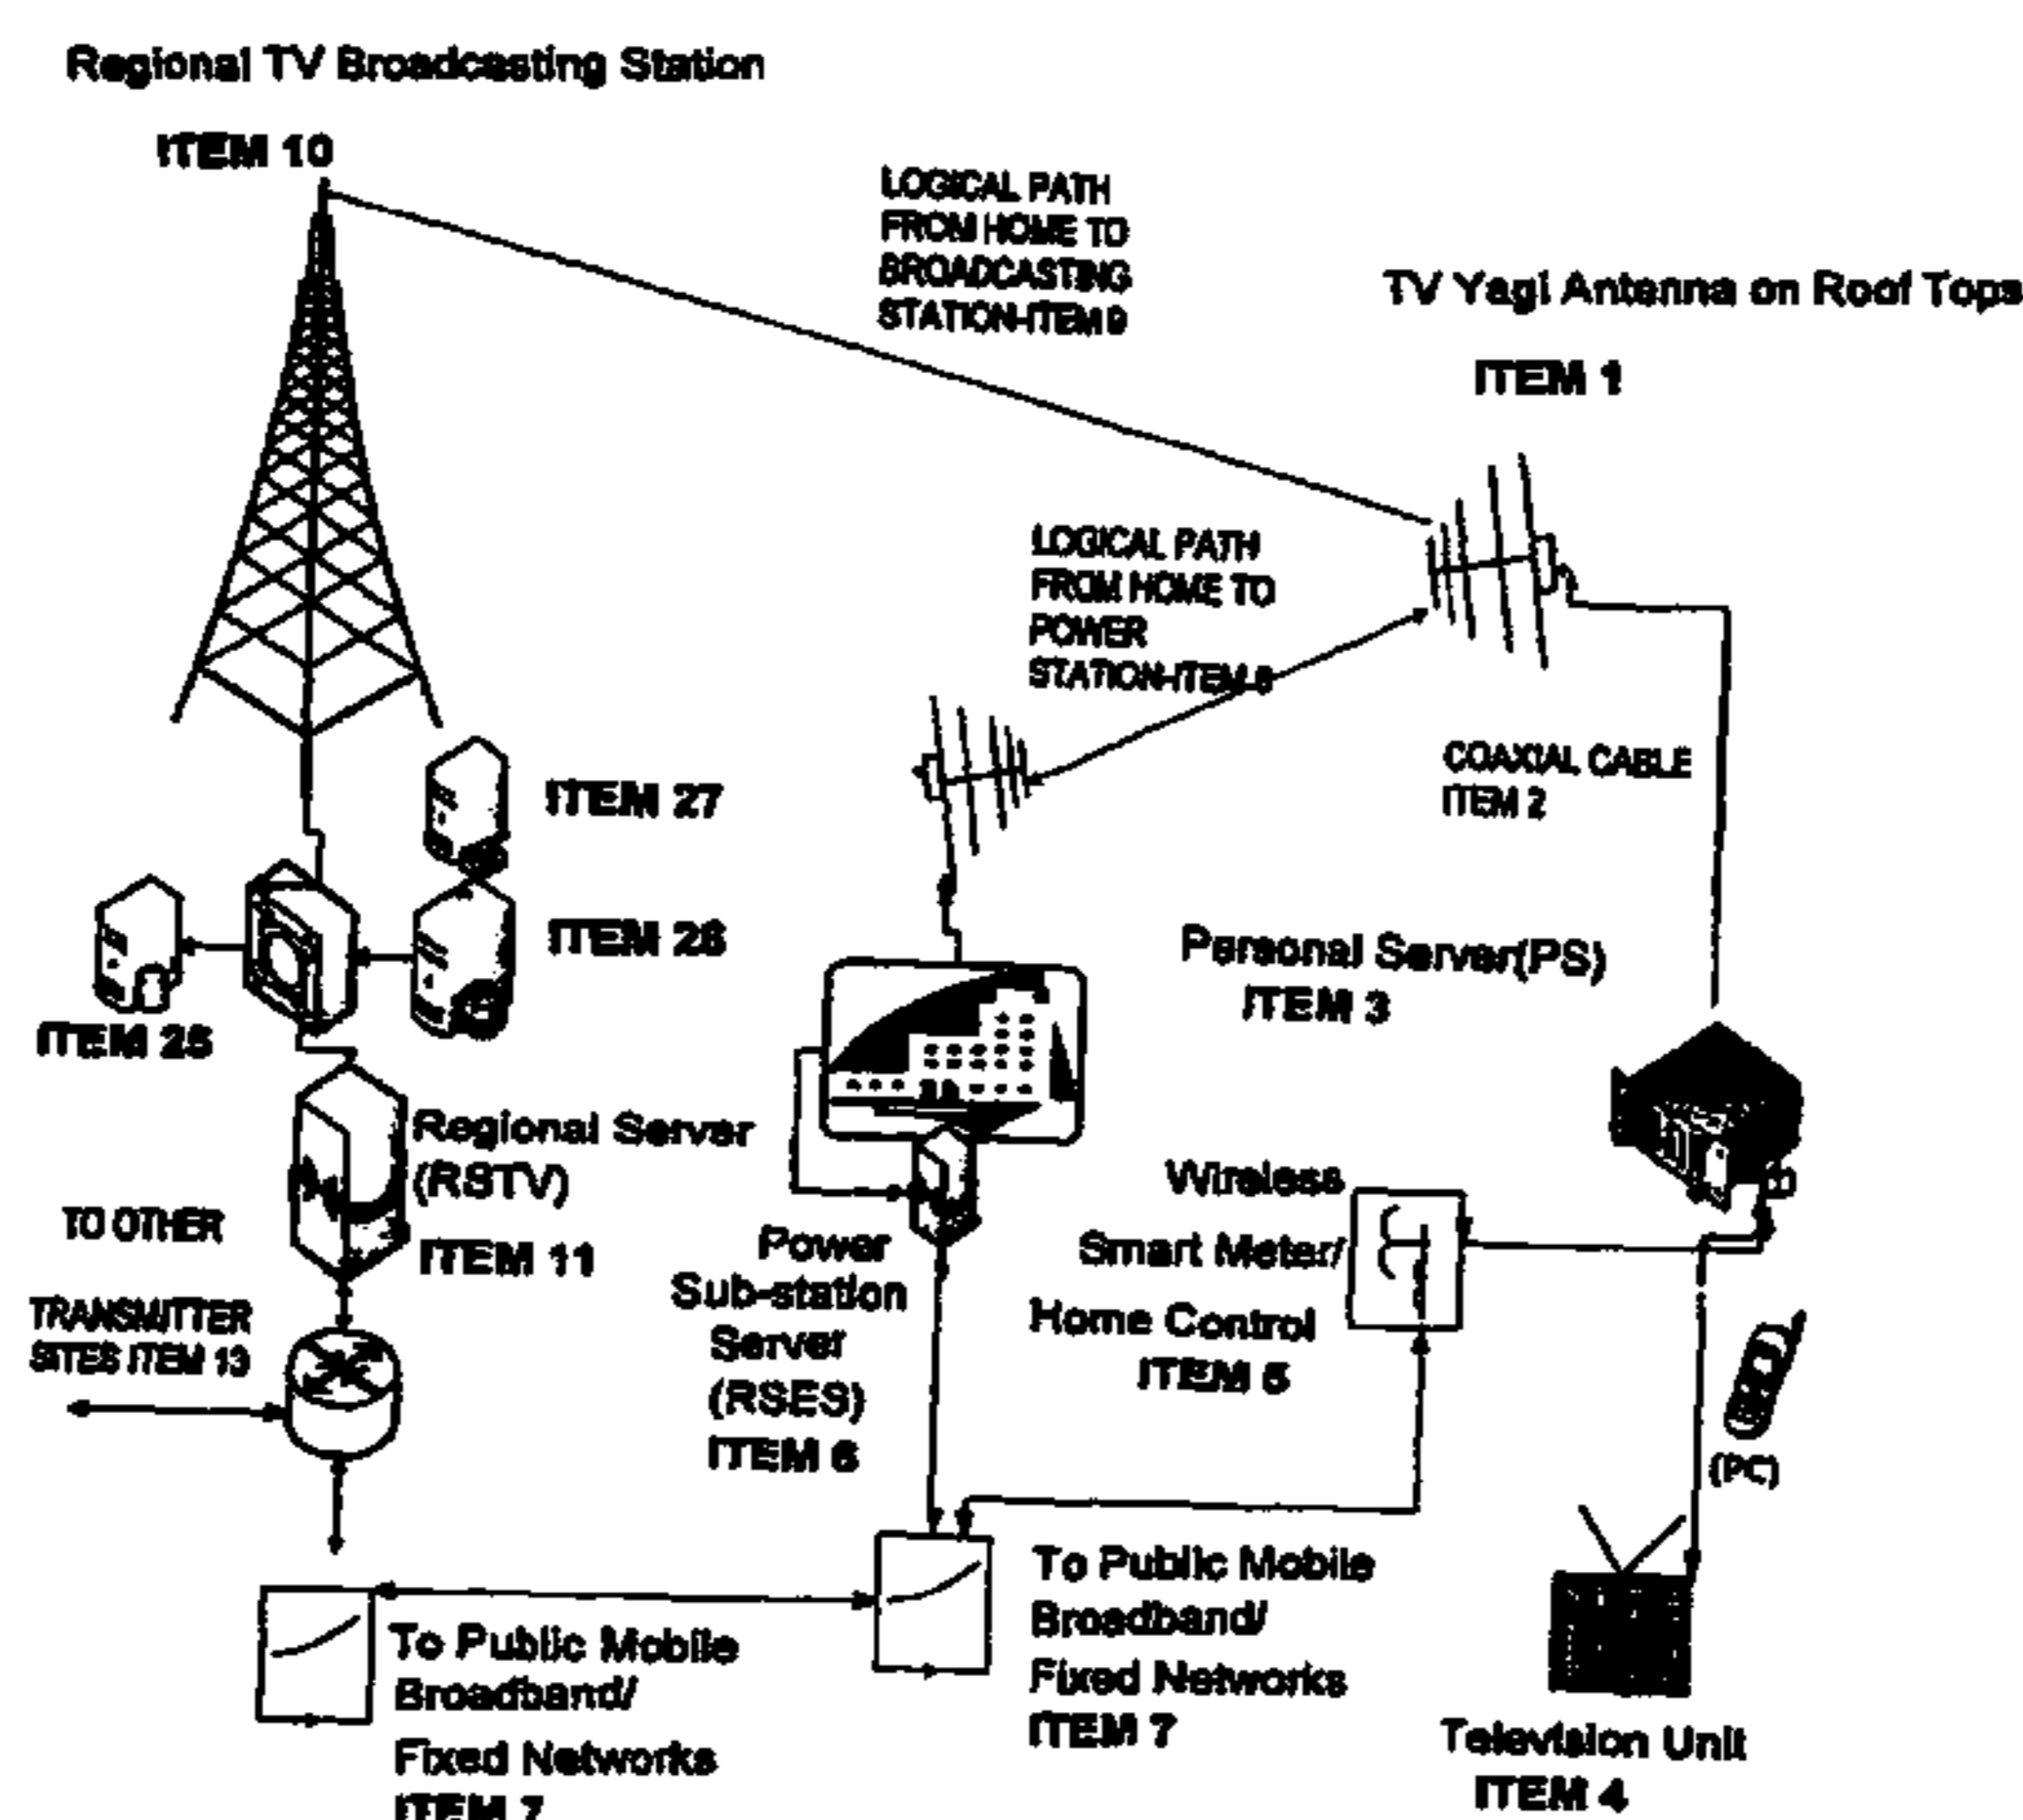 Regional TV Broadcasting Station
ITEM 10
LOGICAL PATH
FROM HOME TO
BROADCASTING
STATION-ITEM 9
TV Yagi Antenna on Roof Tops
ITEM 1
LOGICAL PATH
FROM HOME TO
POWER
STATION-ITEM-8
COAXIAL CABLE
ITEM 2
ITEM 27
ITEM 26
ITEM 25
Personal Server(PS)
ITEM 3
Regional Server
(RSTV)
ITEM 11
TO OTHER
TRANSMITTER
SITES ITEM 13
Power
Sub-station
Server
(RSES)
ITEM 6
Wireless
Smart Meter/
Home Control
ITEM 5
(PC)
To Public Mobile
Broadband/
Fixed Networks
ITEM 7
To Public Mobile
Broadband/
Fixed Networks
ITEM 7
Television Unit
ITEM 4